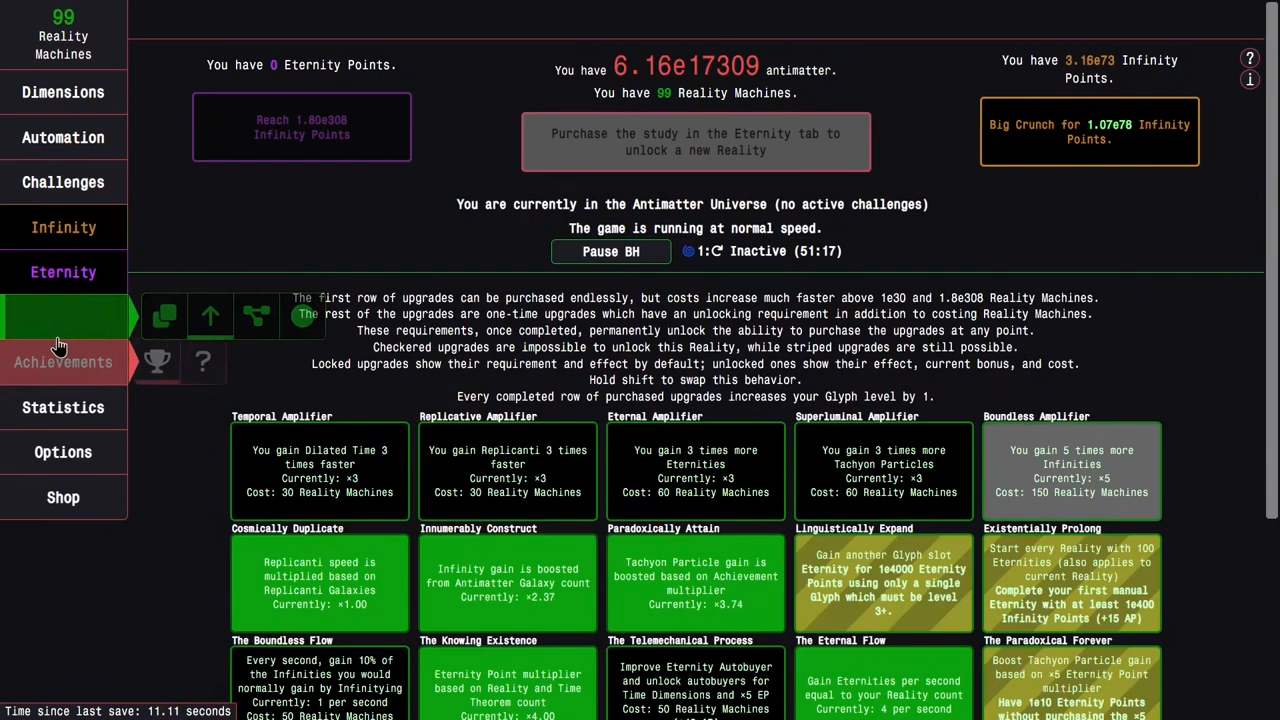 99
Reality
Machines
Dimensions
Automation
Challenges
Infinity
Eternity
Achievements
Statistics
Options
Shop
You have 0 Eternity Points.
Reach 1.80e308
Infinity Points
You have 6.16e17309 antimatter.
You have 99 Reality Machines.
Purchase the study in the Eternity tab to
unlock a new Reality
You have 3.16e73 Infinity
Points.
Big Crunch for 1.07e78 Infinity
Points.
?
i
You are currently in the Antimatter Universe (no active challenges)
The game is running at normal speed.
Pause BH
1: Inactive (51:17)
?
The first row of upgrades can be purchased endlessly, but costs increase much faster above 1e30 and 1.8e308 Reality Machines.
The rest of the upgrades are one-time upgrades which have an unlocking requirement in addition to costing Reality Machines.
These requirements, once completed, permanently unlock the ability to purchase the upgrades at any point.
Checkered upgrades are impossible to unlock this Reality, while striped upgrades are still possible.
Locked upgrades show their requirement and effect by default; unlocked ones show their effect, current bonus, and cost.
Hold shift to swap this behavior.
Every completed row of purchased upgrades increases your Glyph level by 1.
Temporal Amplifier
You gain Dilated Time 3
times faster
Currently: ×3
Cost: 30 Reality Machines
Replicative Amplifier
You gain Replicanti 3 times
faster
Currently: ×3
Cost: 30 Reality Machines
Eternal Amplifier
You gain 3 times more
Eternities
Currently: ×3
Cost: 60 Reality Machines
Superluminal Amplifier
You gain 3 times more
Tachyon Particles
Currently: ×3
Cost: 60 Reality Machines
Boundless Amplifier
You gain 5 times more
Infinities
Currently: ×5
Cost: 150 Reality Machines
Cosmically Duplicate
Replicanti speed is
multiplied based on
Replicanti Galaxies
Currently: ×1.00
Innumerably Construct
Infinity gain is boosted
from Antimatter Galaxy count
Currently: ×2.37
Paradoxically Attain
Tachyon Particle gain is
boosted based on Achievement
multiplier
Currently: ×3.74
Linguistically Expand
Gain another Glyph slot
Eternity for 1e4000 Eternity
Points using only a single
Glyph which must be level
3+.
Existentially Prolong
Start every Reality with 100
Eternities (also applies to
current Reality)
Complete your first manual
Eternity with at least 1e400
Infinity Points (+15 AP)
The Boundless Flow
Every second, gain 10% of
the Infinities you would
normally gain by Infinitying
Currently: 1 per second
Cost: 50 Reality Machines
The Knowing Existence
Eternity Point multiplier
based on Reality and Time
Theorem count
Currently: ×4.00
The Telemechanical Process
Improve Eternity Autobuyer
and unlock autobuyers for
Time Dimensions and ×5 EP
Cost: 50 Reality Machines
The Eternal Flow
Gain Eternities per second
equal to your Reality count
Currently: 4 per second
The Paradoxical Forever
Boost Tachyon Particle gain
based on ×5 Eternity Point
multiplier
Have 1e10 Eternity Points
without purchasing the ×5
Time since last save: 11.11 seconds